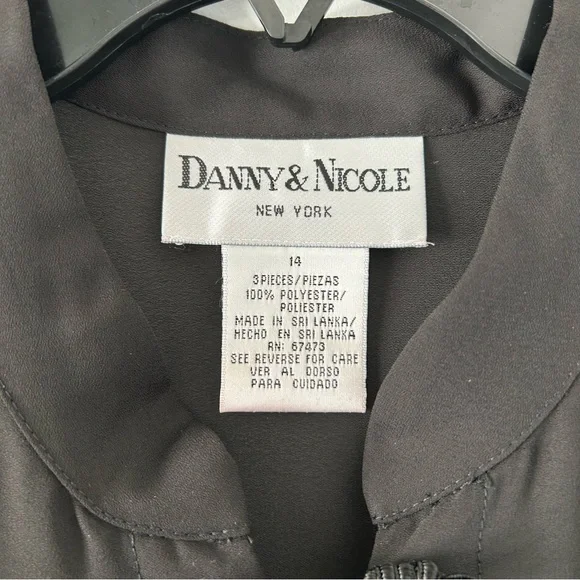 DANNY & NICOLE
NEW YORK
14
3PIECES/PIEZAS
100% POLYESTER/
POLIESTER
MADE IN SRI LANKA/
HECHO EN SRI LANKA
RN: 67473
SEE REVERSE FOR CARE
VER AL DORSO
PARA CUIDADO